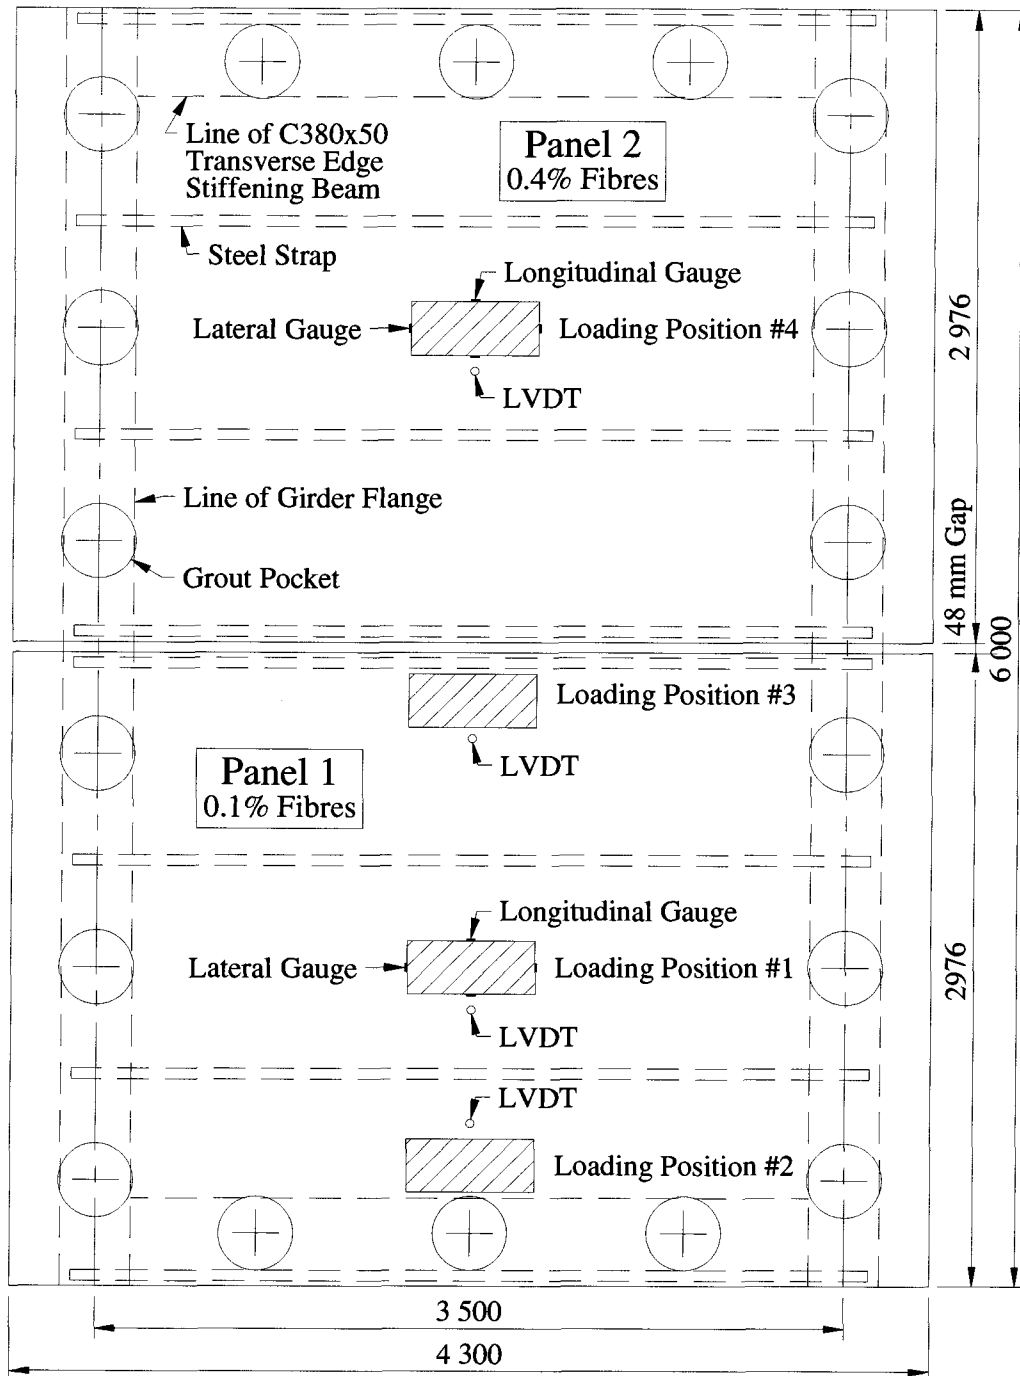 Line of C380x50
Transverse Edge
Stiffening Beam
Panel 2
0.4% Fibres
Steel Strap
Longitudinal Gauge
Lateral Gauge
Loading Position #4
LVDT
2 976
Line of Girder Flange
Grout Pocket
48 mm Gap
6 000
Loading Position #3
LVDT
Panel 1
0.1% Fibres
Longitudinal Gauge
Lateral Gauge
Loading Position #1
LVDT
2976
LVDT
Loading Position #2
3 500
4 300